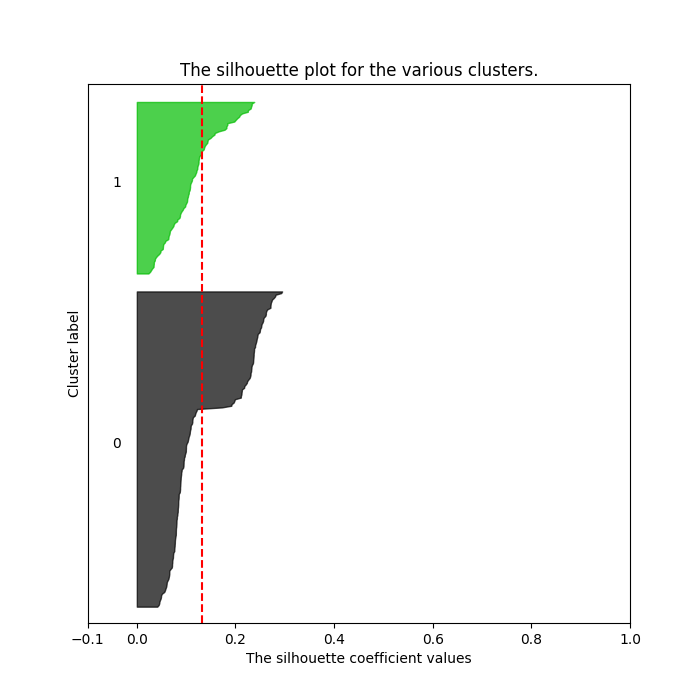 The silhouette plot for the various clusters.
1
Cluster label
0
−0.1 0.0 0.2 0.4 0.6 0.8 1.0
The silhouette coefficient values